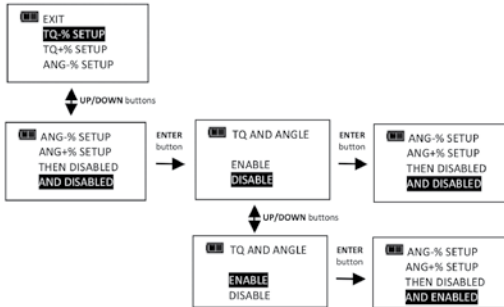 EXIT
TQ-% SETUP
TQ+% SETUP
ANG-% SETUP
UP/DOWN buttons
ANG-% SETUP
ANG+% SETUP
THEN DISABLED
AND DISABLED
ENTER
button
TQ AND ANGLE
ENABLE
DISABLE
ENTER
button
ANG-% SETUP
ANG+% SETUP
THEN DISABLED
AND DISABLED
UP/DOWN buttons
TQ AND ANGLE
ENABLE
DISABLE
ENTER
button
ANG-% SETUP
ANG+% SETUP
THEN DISABLED
AND ENABLED